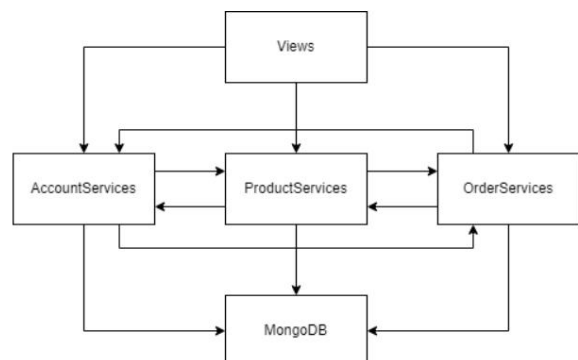 Views
AccountServices
ProductServices
OrderServices
MongoDB